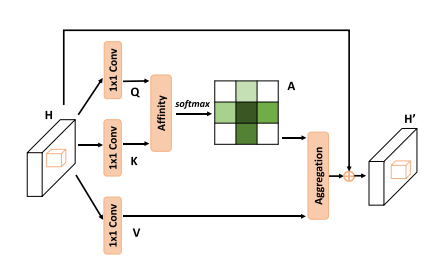 H
1x1 Conv
Q
1x1 Conv
K
1x1 Conv
V
Affinity
softmax
A
Aggregation
H'